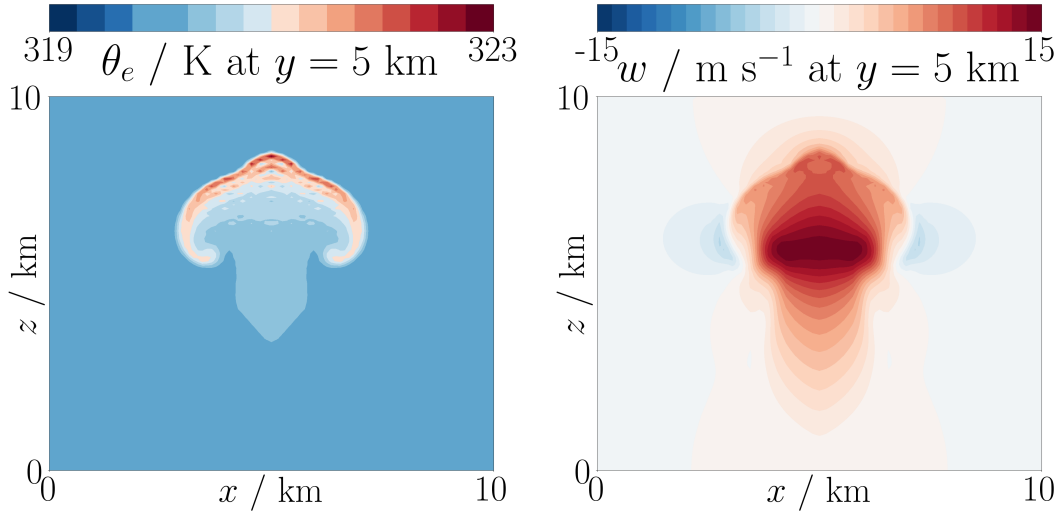 319 323
θₑ / K at y = 5 km
10
z / km
0
0 x / km 10
-15 15
w / m s⁻¹ at y = 5 km
10
z / km
0
0 x / km 10